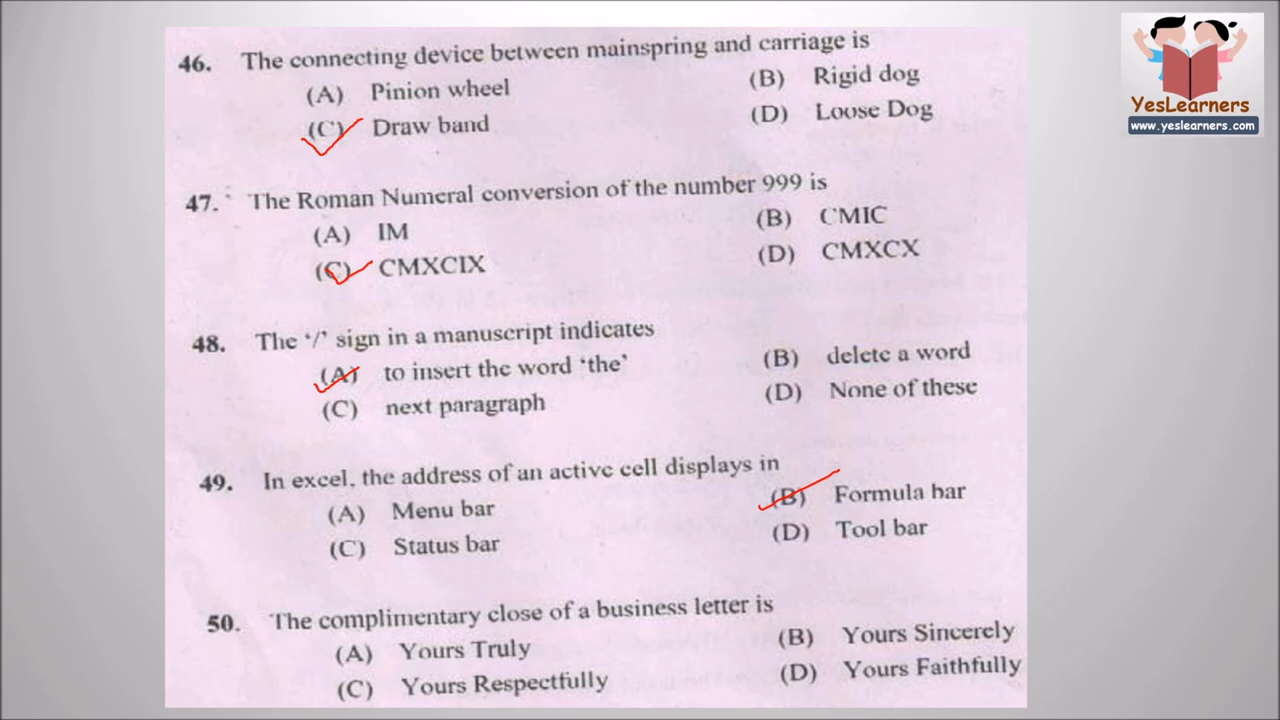 YesLearners
www.yeslearners.com
46. The connecting device between mainspring and carriage is
(A) Pinion wheel (B) Rigid dog
(C) Draw band (D) Loose Dog
47. The Roman Numeral conversion of the number 999 is
(A) IM (B) CMIC
(C) CMXCIX (D) CMXCX
48. The ‘/’ sign in a manuscript indicates
(A) to insert the word ‘the’ (B) delete a word
(C) next paragraph (D) None of these
49. In excel, the address of an active cell displays in
(A) Menu bar (B) Formula bar
(C) Status bar (D) Tool bar
50. The complimentary close of a business letter is
(A) Yours Truly (B) Yours Sincerely
(C) Yours Respectfully (D) Yours Faithfully